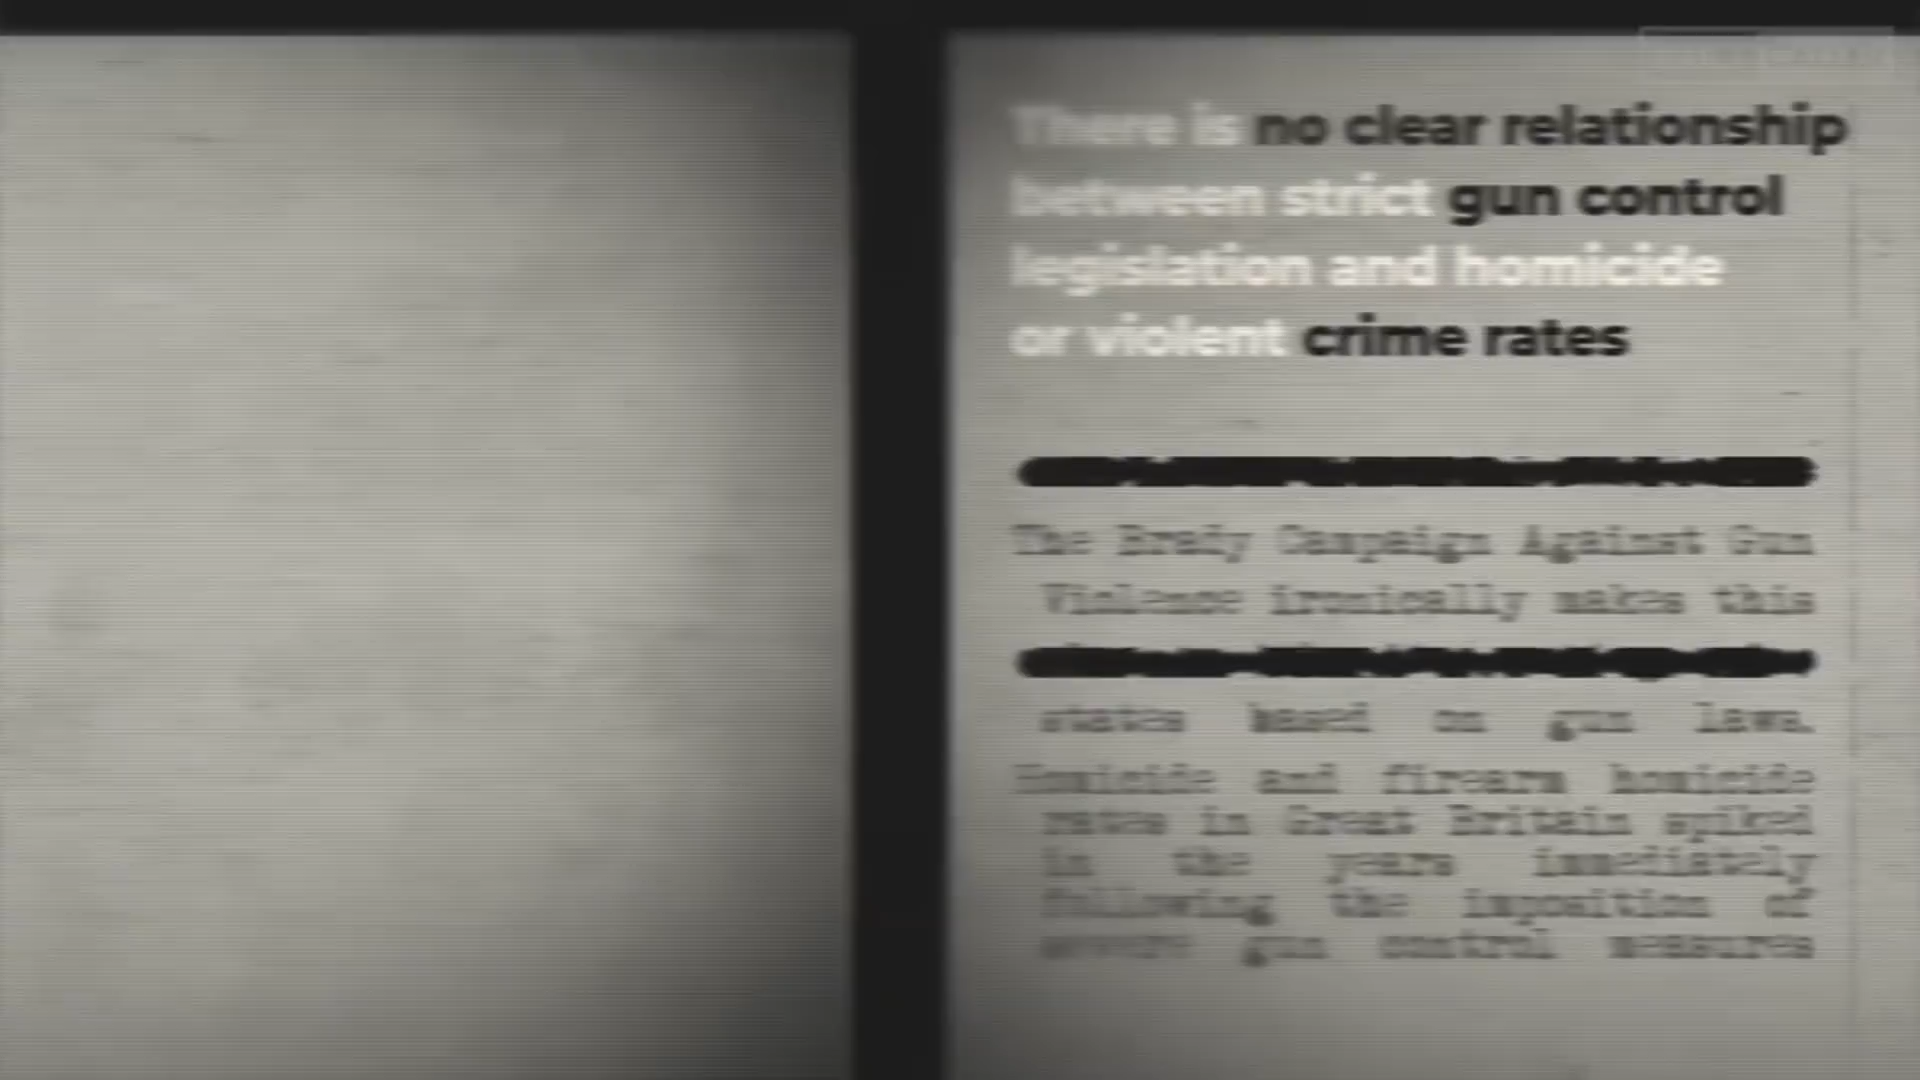 There is no clear relationship
between strict gun control
legislation and homicide
or violent crime rates
The Brady Campaign Against Gun
Violence ironically makes this
states based on gun laws.
Homicide and firearm homicide
rates in Great Britain spiked
in the years immediately
following the imposition of
severe gun control measures